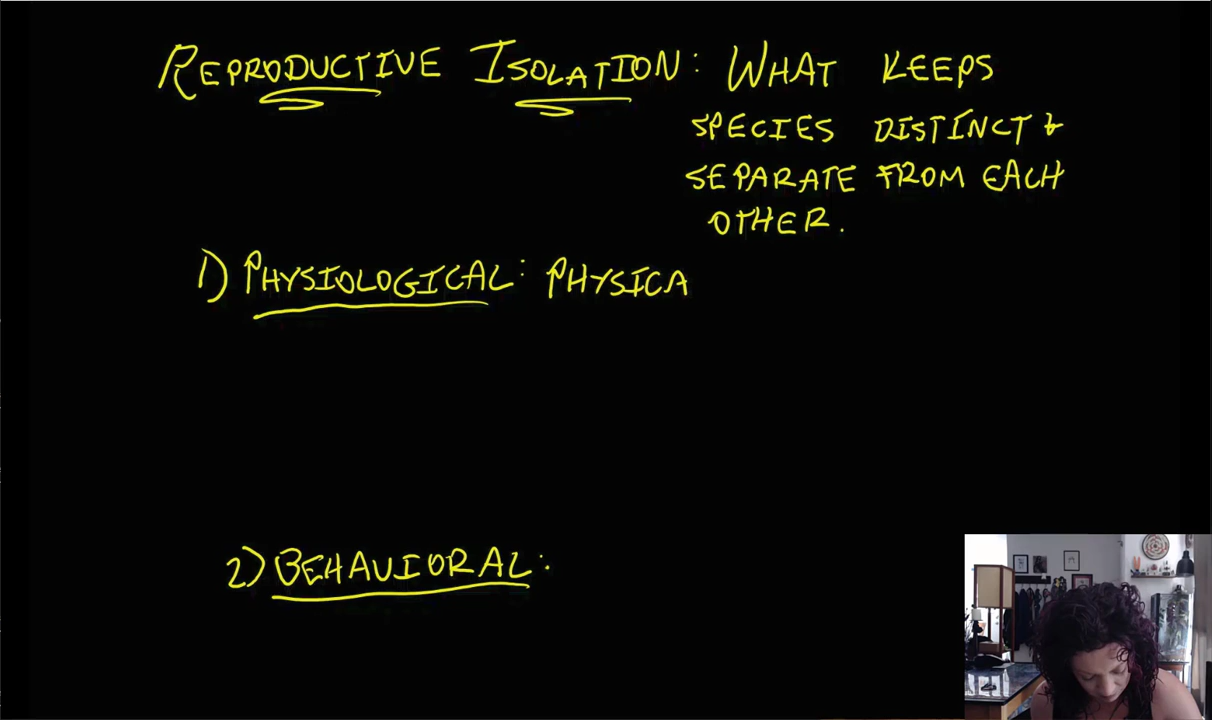 REPRODUCTIVE ISOLATION: WHAT KEEPS
SPECIES DISTINCT &
SEPARATE FROM EACH
OTHER.
1) PHYSIOLOGICAL: PHYSICA
2) BEHAVIORAL: